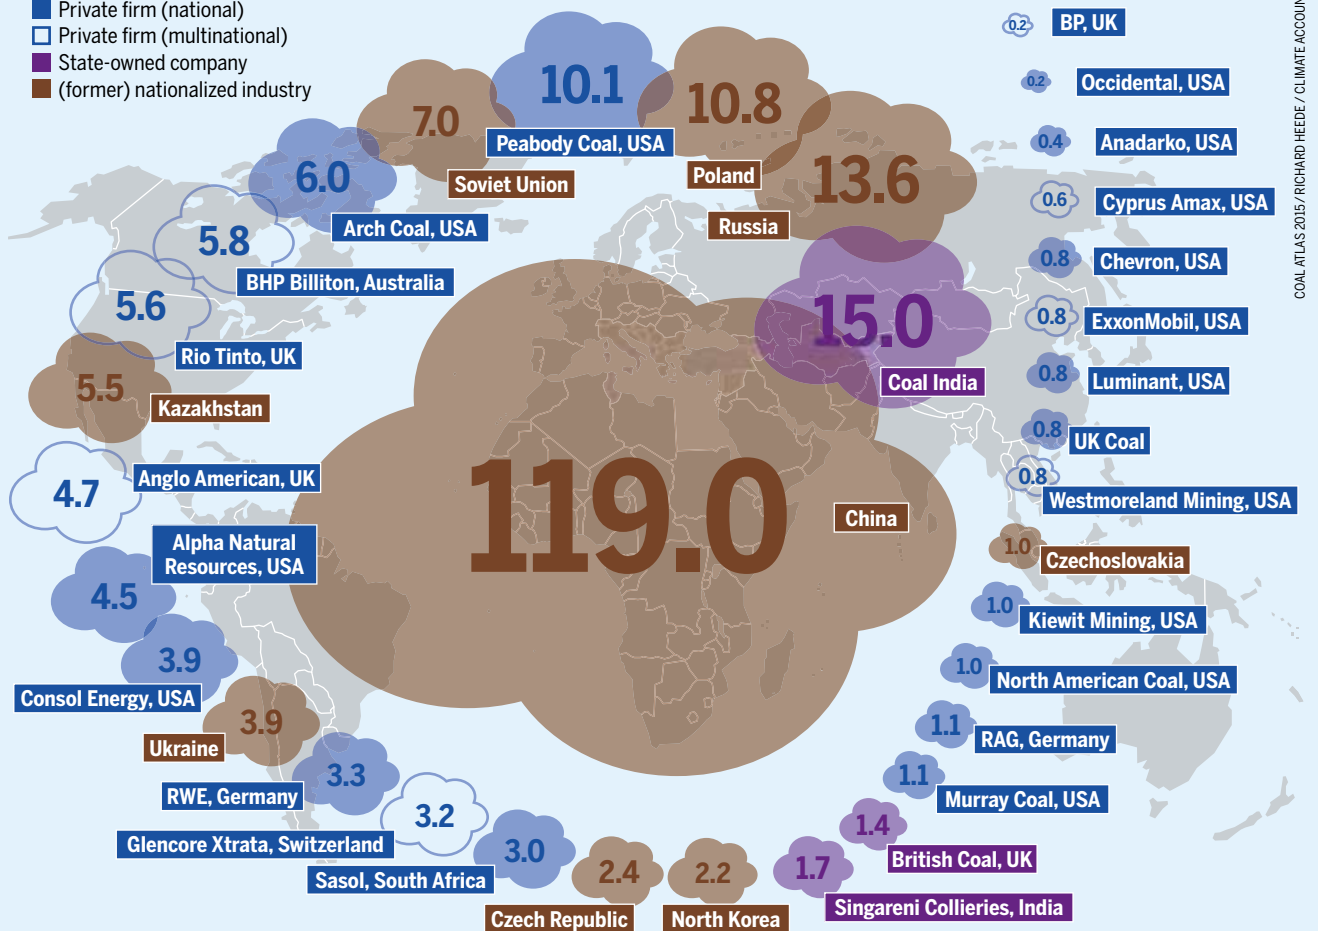 Private firm (national)
Private firm (multinational)
State-owned company
(former) nationalized industry
10.1
Peabody Coal, USA
10.8
Poland
13.6
Russia
15.0
Coal India
7.0
Soviet Union
6.0
Arch Coal, USA
5.8
BHP Billiton, Australia
5.6
Rio Tinto, UK
5.5
Kazakhstan
4.7
Anglo American, UK
Alpha Natural
Resources, USA
4.5
3.9
Consol Energy, USA
3.9
Ukraine
3.3
RWE, Germany
3.2
Glencore Xtrata, Switzerland
3.0
Sasol, South Africa
2.4
Czech Republic
2.2
North Korea
1.7
Singareni Collieries, India
1.4
British Coal, UK
1.1
Murray Coal, USA
1.1
RAG, Germany
1.0
North American Coal, USA
1.0
Kiewit Mining, USA
1.0
Czechoslovakia
0.8
Westmoreland Mining, USA
0.8
UK Coal
0.8
Luminant, USA
0.8
ExxonMobil, USA
0.8
Chevron, USA
0.6
Cyprus Amax, USA
0.4
Anadarko, USA
0.2
Occidental, USA
0.2
BP, UK
119.0
China
COAL ATLAS 2015 / RICHARD HEEDE / CLIMATE